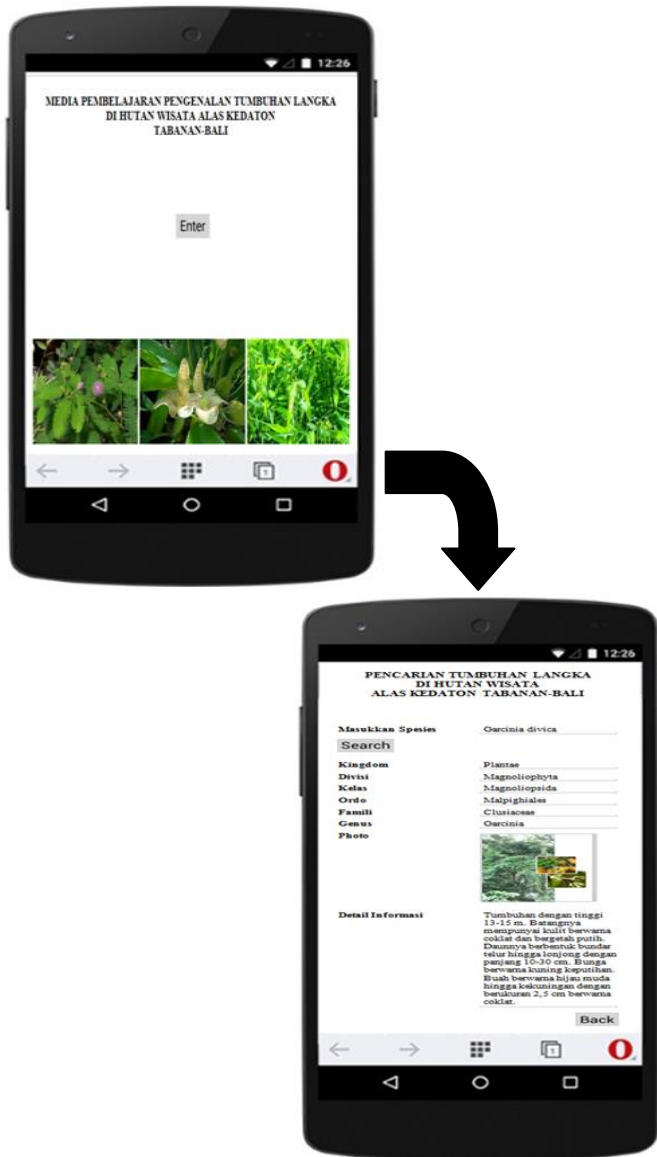 12:26
MEDIA PEMBELAJARAN PENGENALAN TUMBUHAN LANGKA
DI HUTAN WISATA ALAS KEDATON
TABANAN-BALI
Enter
1
12:26
PENCARIAN TUMBUHAN LANGKA
DI HUTAN WISATA
ALAS KEDATON TABANAN-BALI
Masukkan Spesies Garcinia divica
Search
Kingdom Plantae
Divisi Magnoliophyta
Kelas Magnoliopsida
Ordo Malpighiales
Famili Clusiaceae
Genus Garcinia
Photo
Detail Informasi Tumbuhan dengan tinggi
13-15 m. Batangnya
mempunyai kulit berwarna
coklat dan bergetah putih.
Daunnya berbentuk bundar
telur hingga lonjong dengan
panjang 10-30 cm. Bunga
berwarna kuning keputihan.
Buah berwarna hijau muda
hingga kekuningan dengan
berukuran 2,5 cm berwarna
coklat.
Back
1